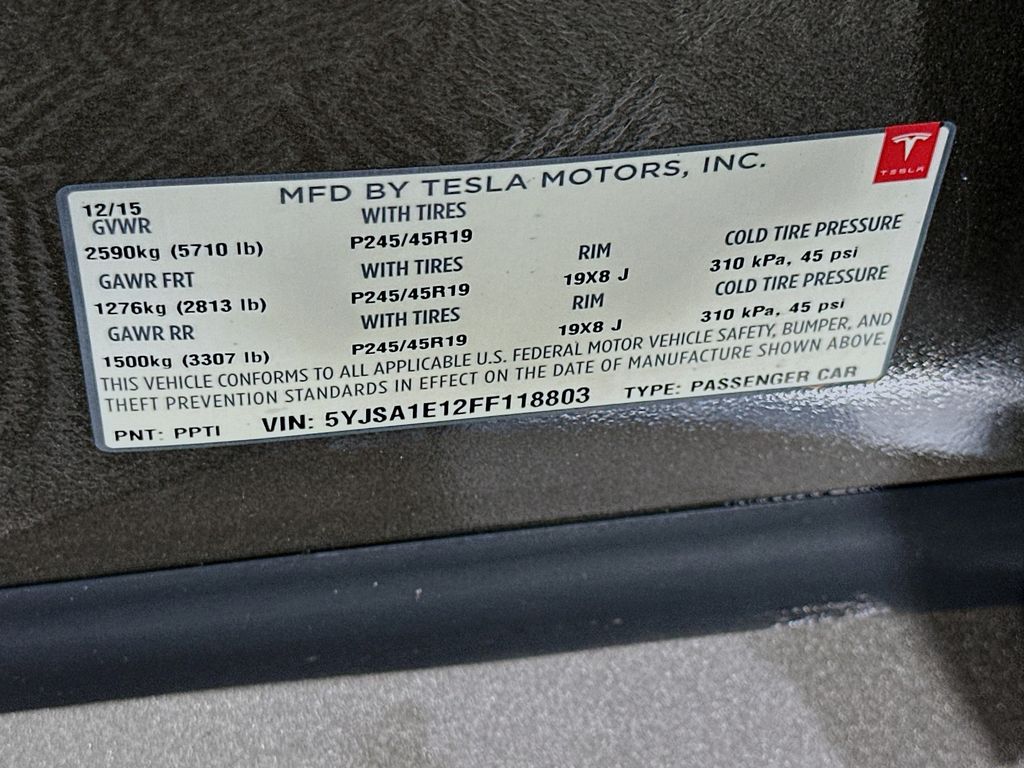 MFD BY TESLA MOTORS, INC.
TESLA
12/15
GVWR WITH TIRES
2590kg (5710 lb) P245/45R19 RIM COLD TIRE PRESSURE
GAWR FRT WITH TIRES 19X8 J 310 kPa, 45 psi
1276kg (2813 lb) P245/45R19 RIM COLD TIRE PRESSURE
GAWR RR WITH TIRES 19X8 J 310 kPa, 45 psi
1500kg (3307 lb) P245/45R19
THIS VEHICLE CONFORMS TO ALL APPLICABLE U.S. FEDERAL MOTOR VEHICLE SAFETY, BUMPER, AND
THEFT PREVENTION STANDARDS IN EFFECT ON THE DATE OF MANUFACTURE SHOWN ABOVE.
PNT: PPTI VIN: 5YJSA1E12FF118803 TYPE: PASSENGER CAR